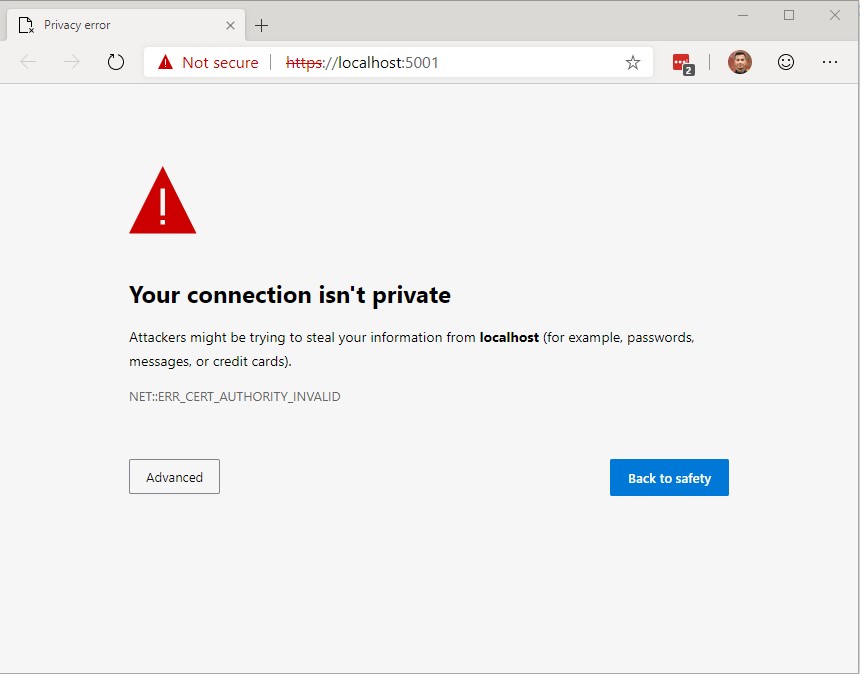 Privacy error
Not secure https://localhost:5001
2
Your connection isn't private
Attackers might be trying to steal your information from localhost (for example, passwords,
messages, or credit cards).
NET::ERR_CERT_AUTHORITY_INVALID
Advanced Back to safety